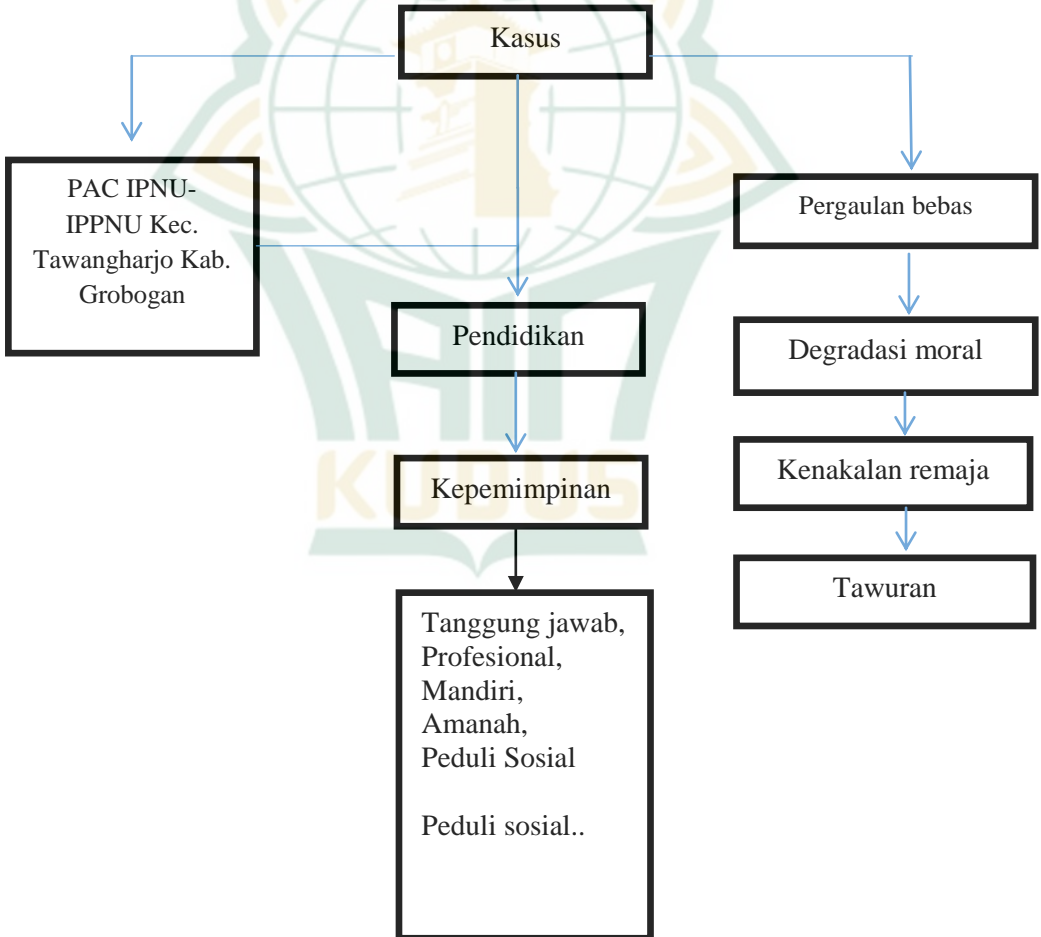 Kasus
PAC IPNU-
IPPNU Kec.
Tawangharjo Kab.
Grobogan
Pendidikan
Kepemimpinan
Tanggung jawab,
Profesional,
Mandiri,
Amanah,
Peduli Sosial
Peduli sosial..
Pergaulan bebas
Degradasi moral
Kenakalan remaja
Tawuran
KUDUS